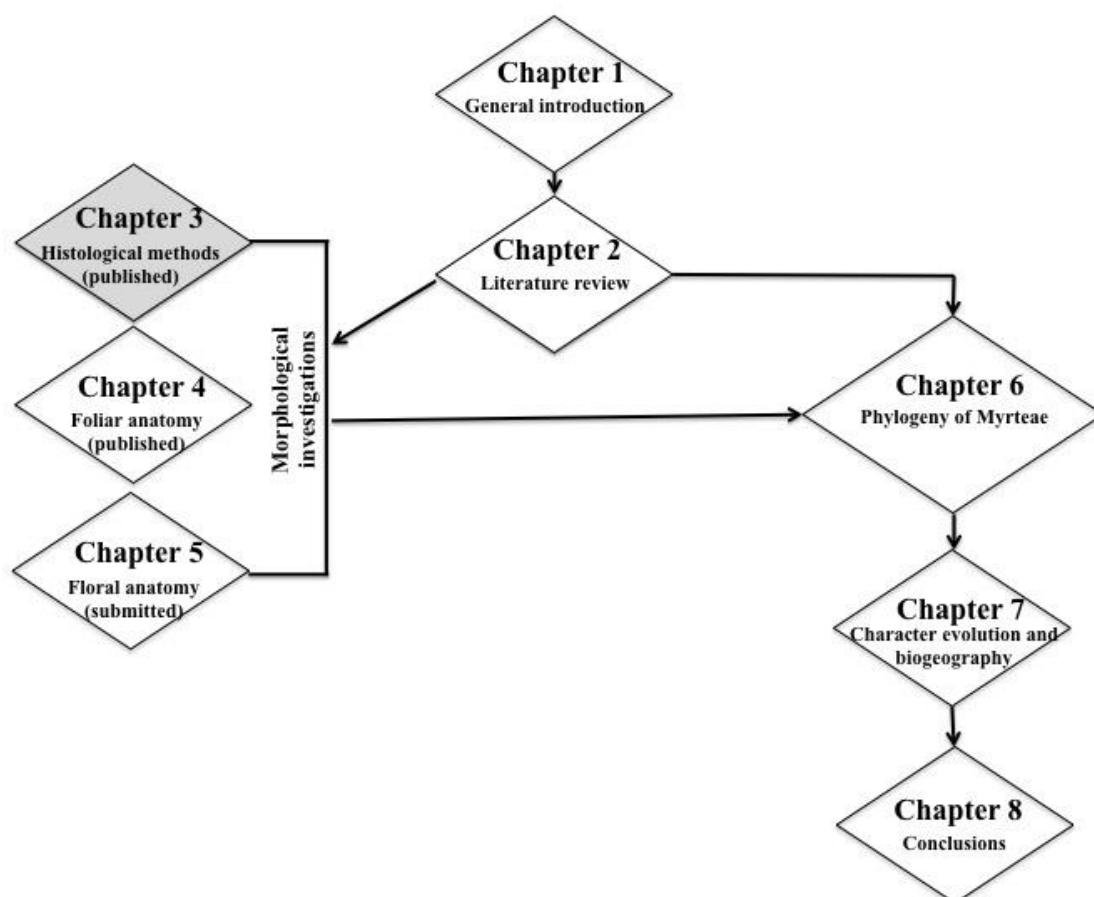 Chapter 1
General introduction
Chapter 2
Literature review
Chapter 3
Histological methods
(published)
Chapter 4
Foliar anatomy
(published)
Chapter 5
Floral anatomy
(submitted)
Morphological
investigations
Chapter 6
Phylogeny of Myrteae
Chapter 7
Character evolution and
biogeography
Chapter 8
Conclusions